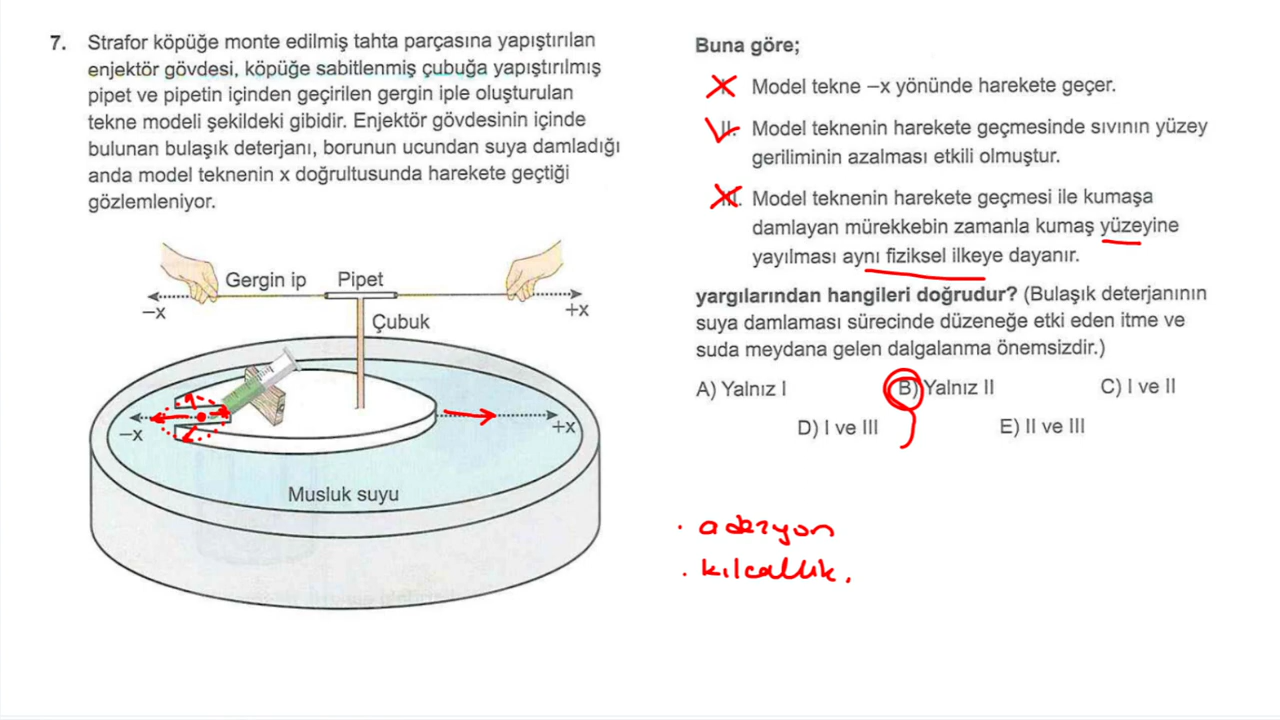 7. Strafor köpüğe monte edilmiş tahta parçasına yapıştırılan
enjektör gövdesi, köpüğe sabitlenmiş çubuğa yapıştırılmış
pipet ve pipetin içinden geçirilen gergin iple oluşturulan
tekne modeli şekildeki gibidir. Enjektör gövdesinin içinde
bulunan bulaşık deterjanı, borunun ucundan suya damladığı
anda model teknenin x doğrultusunda harekete geçtiği
gözlemleniyor.
Gergin ip Pipet
−x +x
Çubuk
−x +x
Musluk suyu
Buna göre;
I. Model tekne −x yönünde harekete geçer.
II. Model teknenin harekete geçmesinde sıvının yüzey
geriliminin azalması etkili olmuştur.
III. Model teknenin harekete geçmesi ile kumaşa
damlayan mürekkebin zamanla kumaş yüzeyine
yayılması aynı fiziksel ilkeye dayanır.
yargılarından hangileri doğrudur? (Bulaşık deterjanının
suya damlaması sürecinde düzeneğe etki eden itme ve
suda meydana gelen dalgalanma önemsizdir.)
A) Yalnız I B) Yalnız II C) I ve II
D) I ve III E) II ve III
· adezyon
· kılcallık.